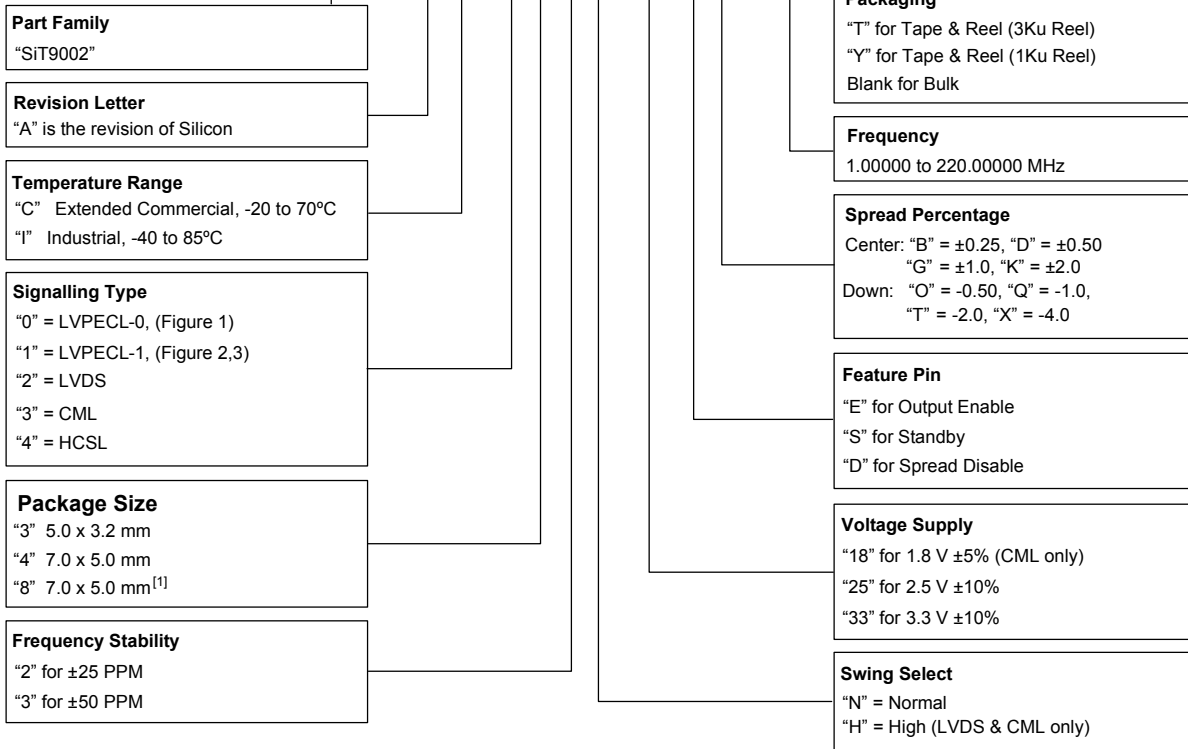 Part Family
“SiT9002”
Revision Letter
“A” is the revision of Silicon
Temperature Range
“C” Extended Commercial, -20 to 70ºC
“I” Industrial, -40 to 85ºC
Signalling Type
“0” = LVPECL-0, (Figure 1)
“1” = LVPECL-1, (Figure 2,3)
“2” = LVDS
“3” = CML
“4” = HCSL
Package Size
“3” 5.0 x 3.2 mm
“4” 7.0 x 5.0 mm
“8” 7.0 x 5.0 mm[1]
Frequency Stability
“2” for ±25 PPM
“3” for ±50 PPM
Packaging
“T” for Tape & Reel (3Ku Reel)
“Y” for Tape & Reel (1Ku Reel)
Blank for Bulk
Frequency
1.00000 to 220.00000 MHz
Spread Percentage
Center: “B” = ±0.25, “D” = ±0.50
“G” = ±1.0, “K” = ±2.0
Down: “O” = -0.50, “Q” = -1.0,
“T” = -2.0, “X” = -4.0
Feature Pin
“E” for Output Enable
“S” for Standby
“D” for Spread Disable
Voltage Supply
“18” for 1.8 V ±5% (CML only)
“25” for 2.5 V ±10%
“33” for 3.3 V ±10%
Swing Select
“N” = Normal
“H” = High (LVDS & CML only)